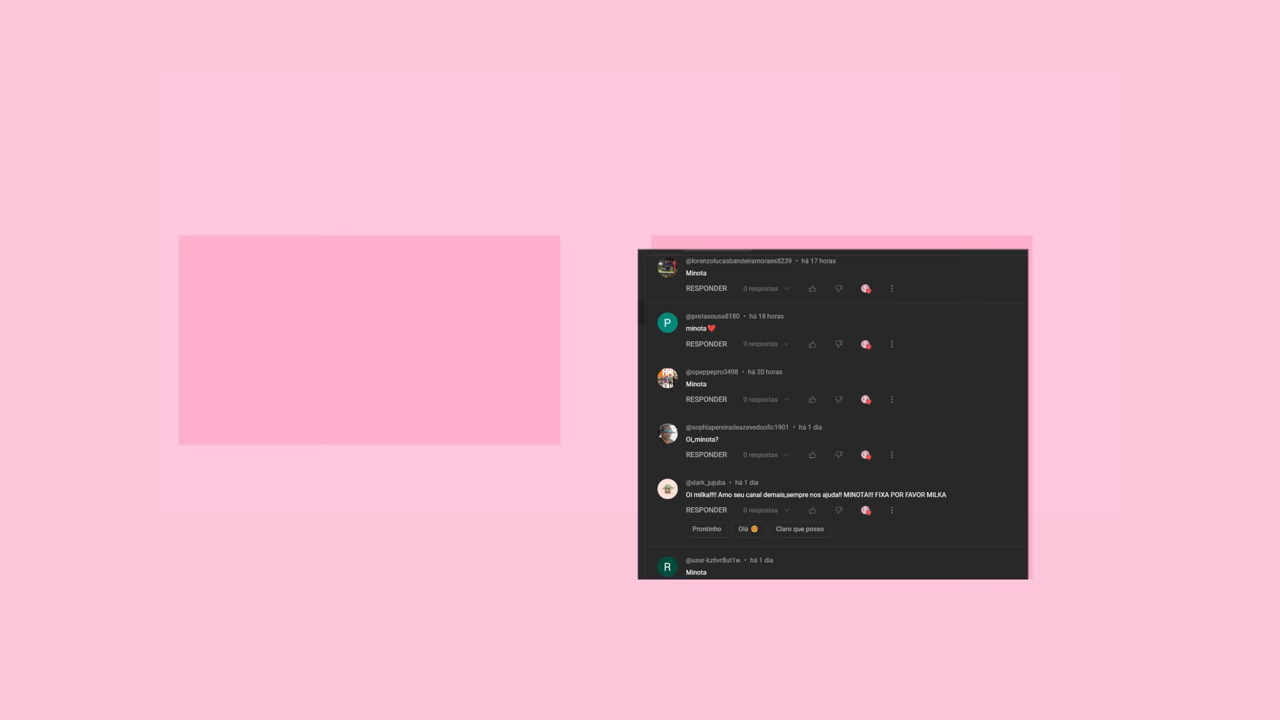 @lorenzolucasbandeiramoraes8239 • há 17 horas
Minota
RESPONDER 0 respostas
P
@pretasousa8180 • há 18 horas
minota❤️
RESPONDER 0 respostas
@opeppepro3498 • há 20 horas
Minota
RESPONDER 0 respostas
@sophiapereiradeazevedoofic1901 • há 1 dia
Oi,minota?
RESPONDER 0 respostas
@dark_jujuba • há 1 dia
Oi milka!!!! Amo seu canal demais,sempre nos ajuda!! MINOTA!!! FIXA POR FAVOR MILKA
RESPONDER 0 respostas
Prontinho Olá 😊 Claro que posso
R
@user-kz6vr8ut1w • há 1 dia
Minota